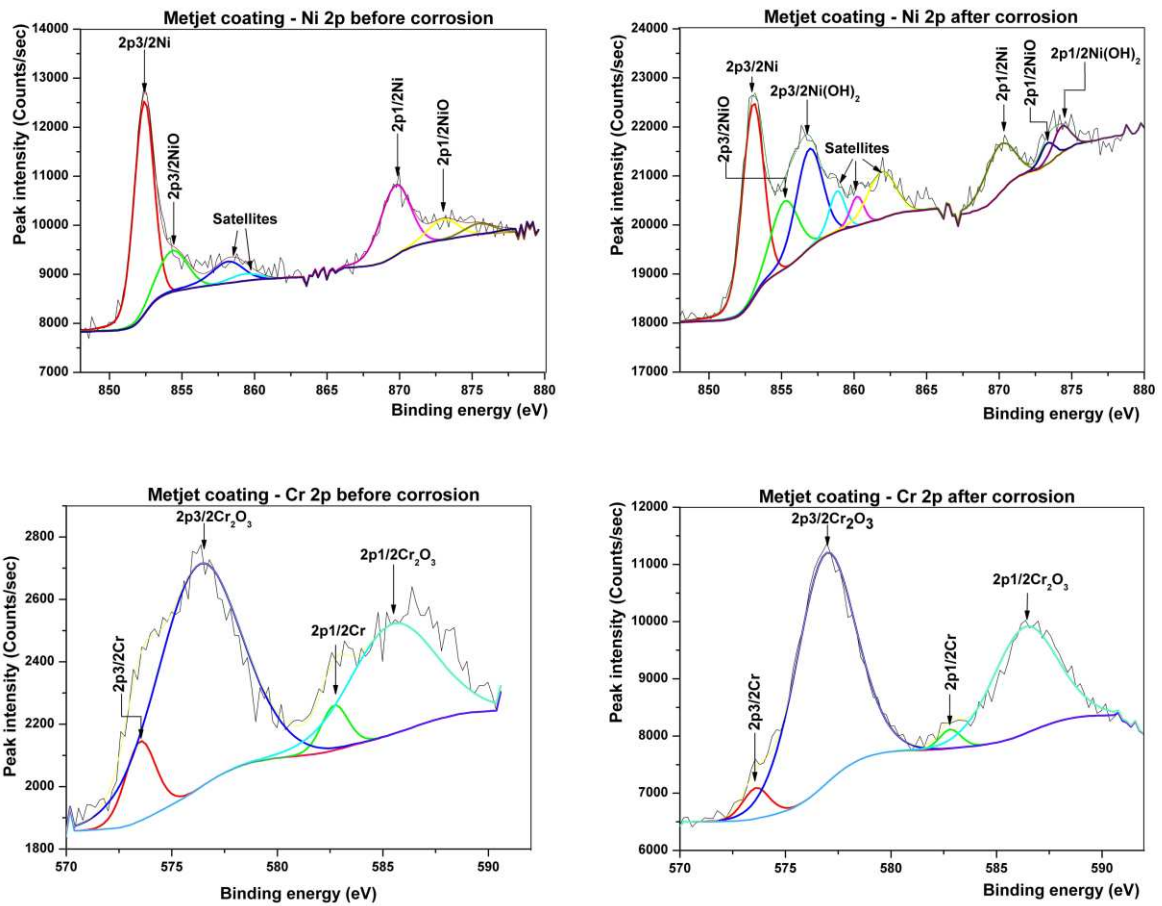 Metjet coating - Ni 2p before corrosion
14000
13000
12000
11000
10000
9000
8000
7000
Peak intensity (Counts/sec)
2p3/2Ni
2p3/2NiO
Satellites
2p1/2Ni
2p1/2NiO
850
855
860
865
870
875
880
Binding energy (eV)
Metjet coating - Ni 2p after corrosion
24000
23000
22000
21000
20000
19000
18000
17000
Peak intensity (Counts/sec)
2p3/2NiO
2p3/2Ni
2p3/2Ni(OH)₂
Satellites
2p1/2Ni
2p1/2NiO
2p1/2Ni(OH)₂
850
855
860
865
870
875
880
Binding energy (eV)
Metjet coating - Cr 2p before corrosion
2800
2600
2400
2200
2000
1800
Peak intensity (Counts/sec)
2p3/2Cr
2p3/2Cr₂O₃
2p1/2Cr
2p1/2Cr₂O₃
570
575
580
585
590
Binding energy (eV)
Metjet coating - Cr 2p after corrosion
12000
11000
10000
9000
8000
7000
6000
Peak intensity (Counts/sec)
2p3/2Cr
2p3/2Cr₂O₃
2p1/2Cr
2p1/2Cr₂O₃
570
575
580
585
590
Binding energy (eV)